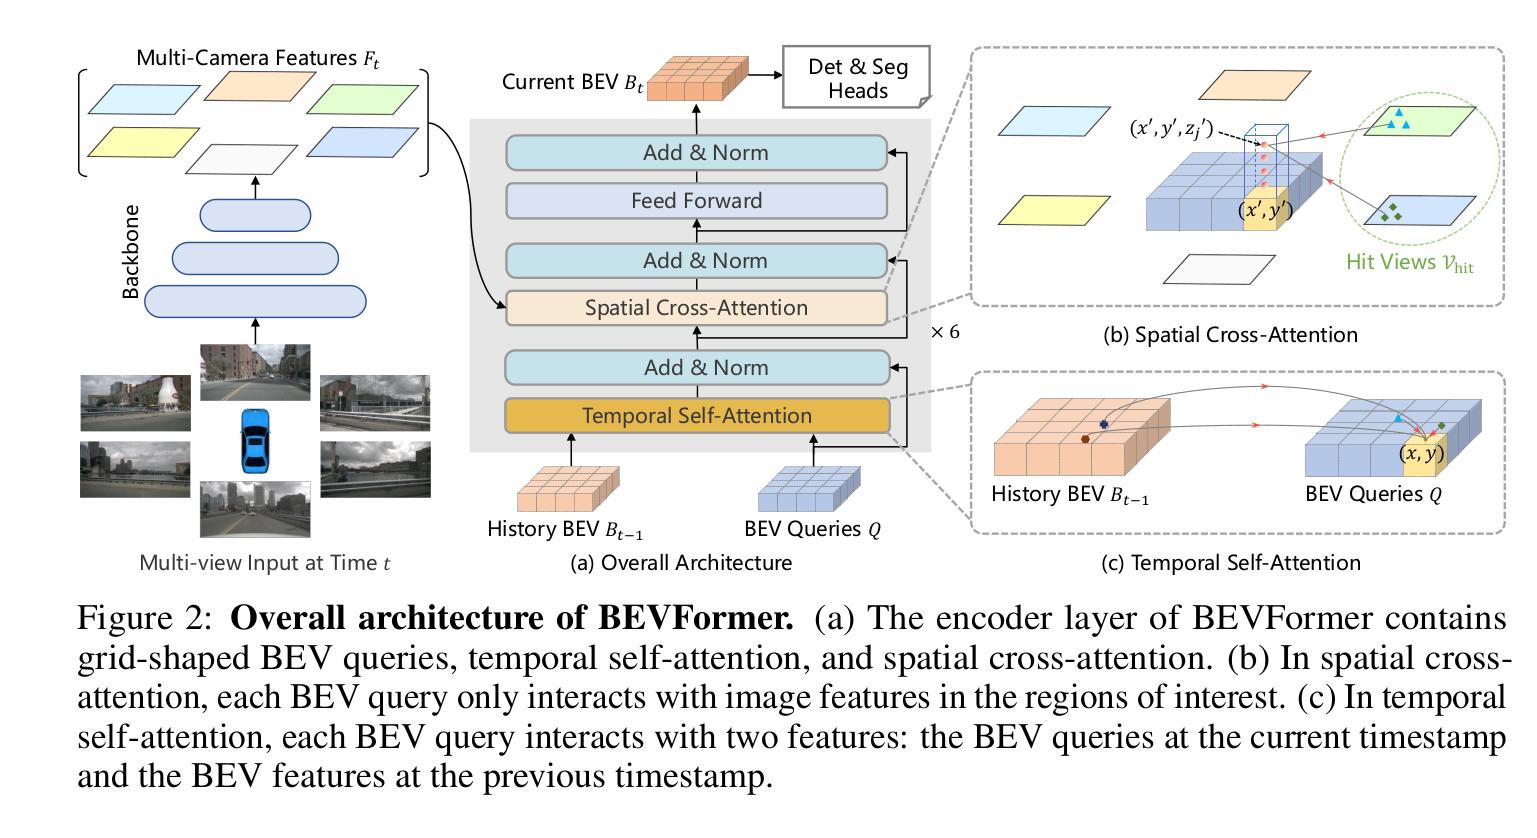 Multi-Camera Features F_t
Backbone
Multi-view Input at Time t
Current BEV B_t
Det & Seg
Heads
Add & Norm
Feed Forward
Add & Norm
Spatial Cross-Attention
× 6
Add & Norm
Temporal Self-Attention
History BEV B_{t−1}
BEV Queries Q
(a) Overall Architecture
(x′, y′, z_j′)
(x′, y′)
Hit Views 𝒱_hit
(b) Spatial Cross-Attention
(x, y)
History BEV B_{t−1}
BEV Queries Q
(c) Temporal Self-Attention
Figure 2: Overall architecture of BEVFormer. (a) The encoder layer of BEVFormer contains
grid-shaped BEV queries, temporal self-attention, and spatial cross-attention. (b) In spatial cross-
attention, each BEV query only interacts with image features in the regions of interest. (c) In temporal
self-attention, each BEV query interacts with two features: the BEV queries at the current timestamp
and the BEV features at the previous timestamp.